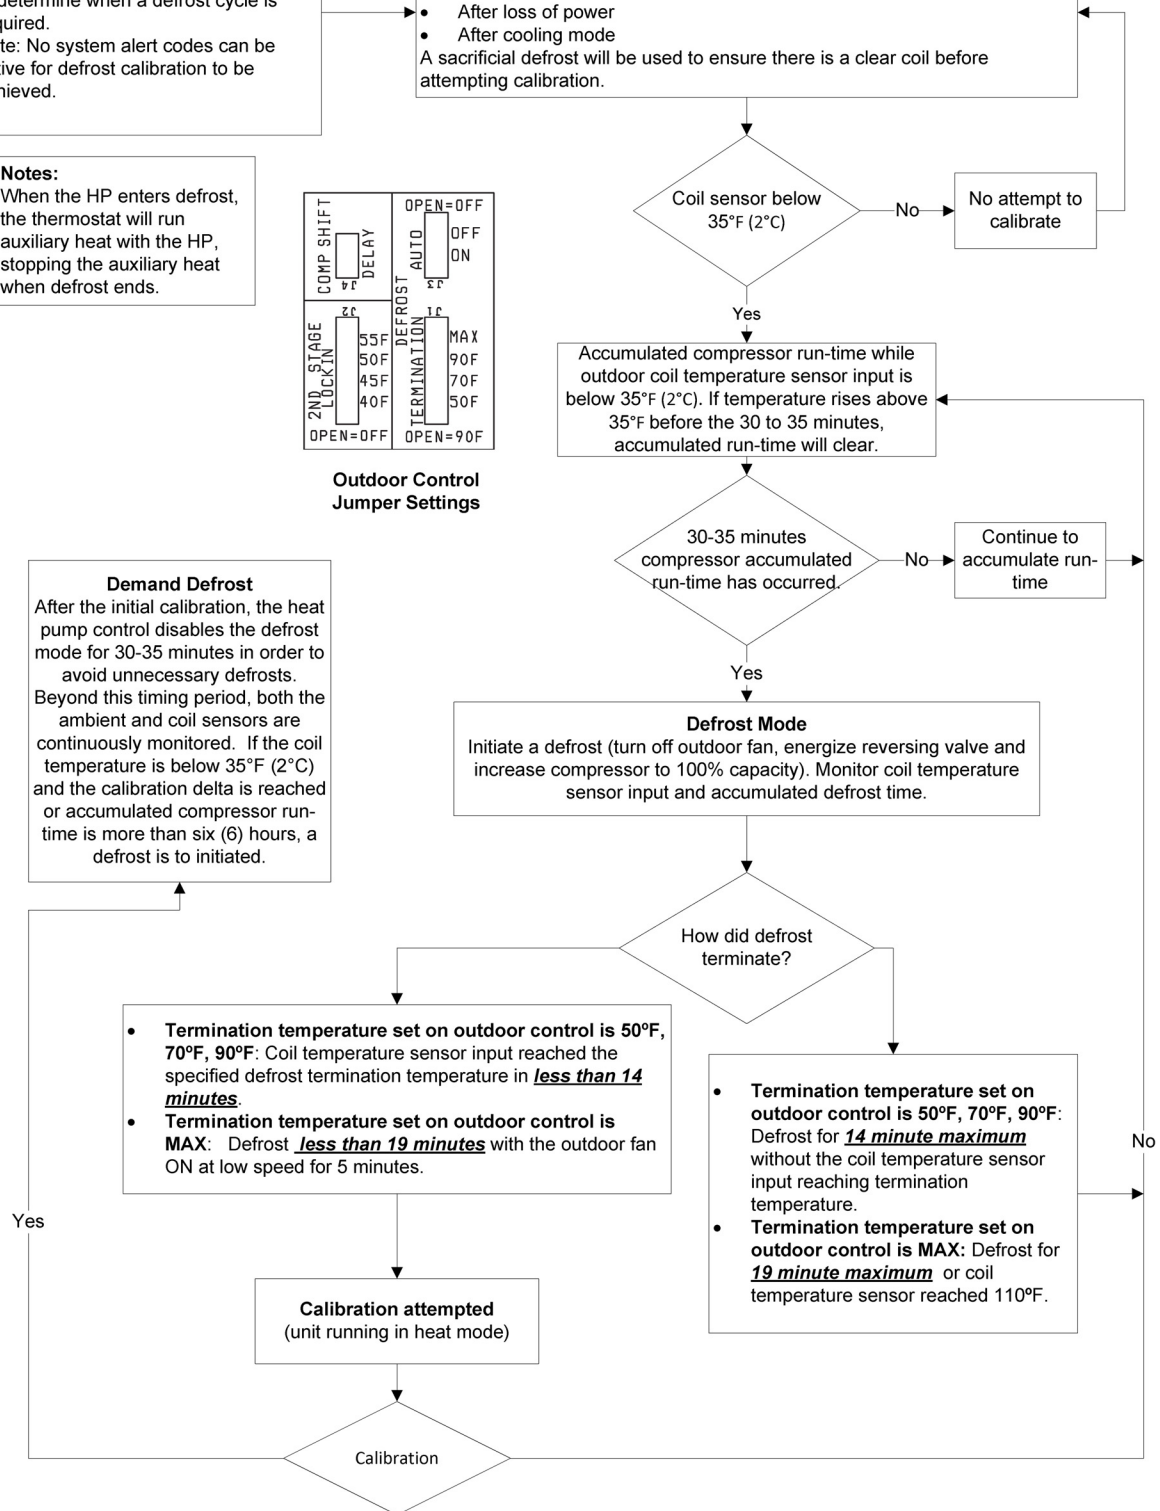 determine when a defrost cycle is
quired.
te: No system alert codes can be
tive for defrost calibration to be
hieved.
• After loss of power
• After cooling mode
A sacrificial defrost will be used to ensure there is a clear coil before
attempting calibration.
Notes:
When the HP enters defrost,
the thermostat will run
auxiliary heat with the HP,
stopping the auxiliary heat
when defrost ends.
COMP SHIFT
DELAY
J4
OPEN=OFF
AUTO
OFF
ON
J3
DEFROST
2ND STAGE
LOCKIN
J2
55F
50F
45F
40F
OPEN=OFF
TERMINATION
J1
MAX
90F
70F
50F
OPEN=90F
Outdoor Control
Jumper Settings
Coil sensor below
35°F (2°C)
No
No attempt to
calibrate
Yes
Accumulated compressor run-time while
outdoor coil temperature sensor input is
below 35°F (2°C). If temperature rises above
35°F before the 30 to 35 minutes,
accumulated run-time will clear.
30-35 minutes
compressor accumulated
run-time has occurred.
No
Continue to
accumulate run-
time
Yes
Demand Defrost
After the initial calibration, the heat
pump control disables the defrost
mode for 30-35 minutes in order to
avoid unnecessary defrosts.
Beyond this timing period, both the
ambient and coil sensors are
continuously monitored.  If the coil
temperature is below 35°F (2°C)
and the calibration delta is reached
or accumulated compressor run-
time is more than six (6) hours, a
defrost is to initiated.
Defrost Mode
Initiate a defrost (turn off outdoor fan, energize reversing valve and
increase compressor to 100% capacity). Monitor coil temperature
sensor input and accumulated defrost time.
How did defrost
terminate?
• Termination temperature set on outdoor control is 50ºF,
70ºF, 90ºF: Coil temperature sensor input reached the
specified defrost termination temperature in less than 14
minutes.
• Termination temperature set on outdoor control is
MAX:   Defrost  less than 19 minutes with the outdoor fan
ON at low speed for 5 minutes.
• Termination temperature set on
outdoor control is 50ºF, 70ºF, 90ºF:
Defrost for 14 minute maximum
without the coil temperature sensor
input reaching termination
temperature.
• Termination temperature set on
outdoor control is MAX: Defrost for
19 minute maximum  or coil
temperature sensor reached 110ºF.
No
Yes
Calibration attempted
(unit running in heat mode)
Calibration